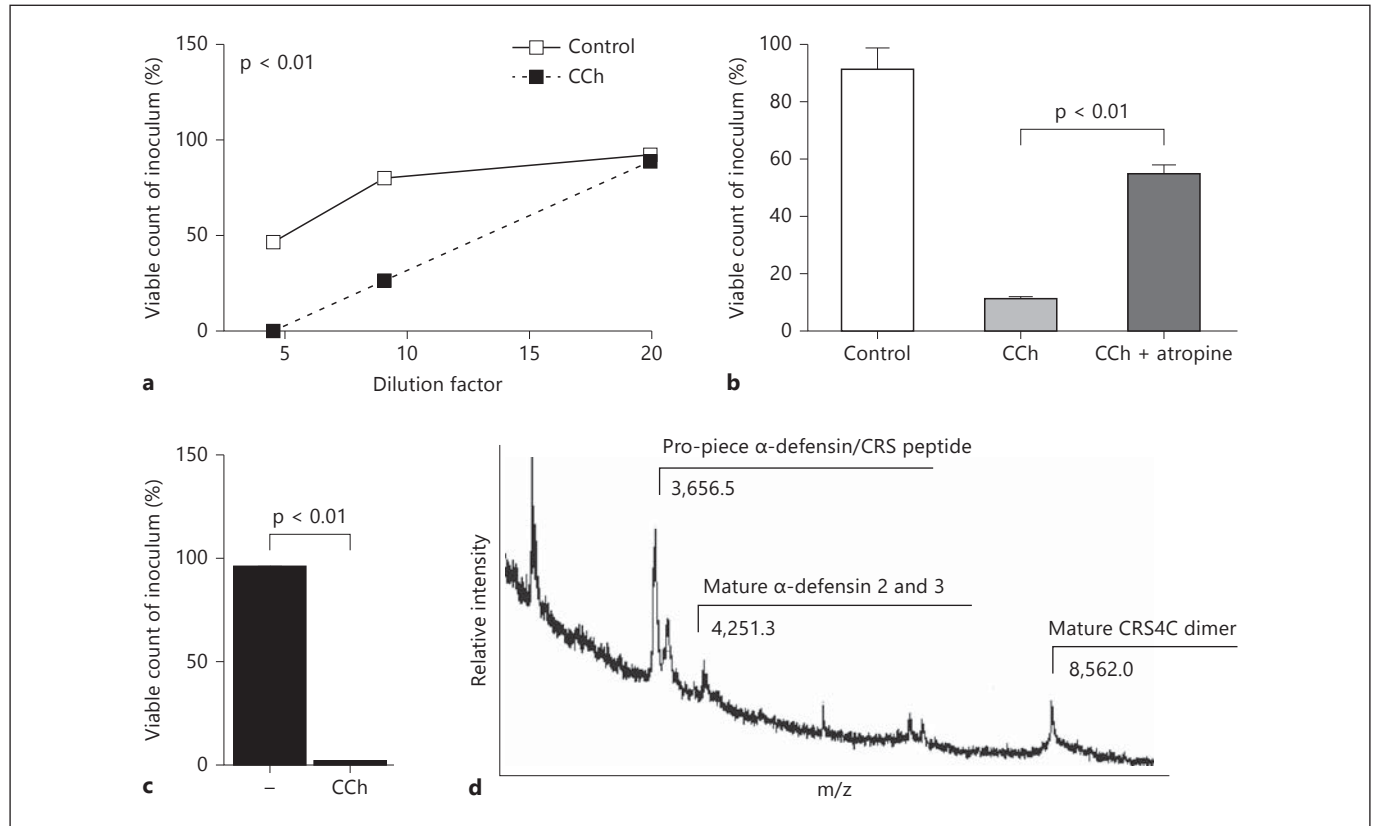 150
100
50
0
Viable count of inoculum (%)
p < 0.01
Control
CCh
5
10
15
20
Dilution factor
a
100
80
60
40
20
0
Viable count of inoculum (%)
p < 0.01
Control
CCh
CCh + atropine
b
150
100
50
0
Viable count of inoculum (%)
p < 0.01
–
CCh
c
Relative intensity
Pro-piece α-defensin/CRS peptide
3,656.5
Mature α-defensin 2 and 3
4,251.3
Mature CRS4C dimer
8,562.0
m/z
d